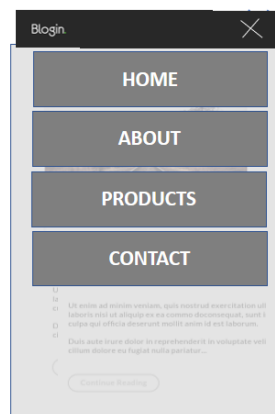 Blogin.
HOME
ABOUT
PRODUCTS
CONTACT
Ut enim ad minim veniam, quis nostrud exercitation ull
laboris nisi ut aliquip ex ea commo deconsequat, sunt i
culpa qui officia deserunt mollit anim id est laborum.
Duis aute irure dolor in reprehenderit in voluptate veli
cillum dolore eu fugiat nulla pariatur...
Continue Reading